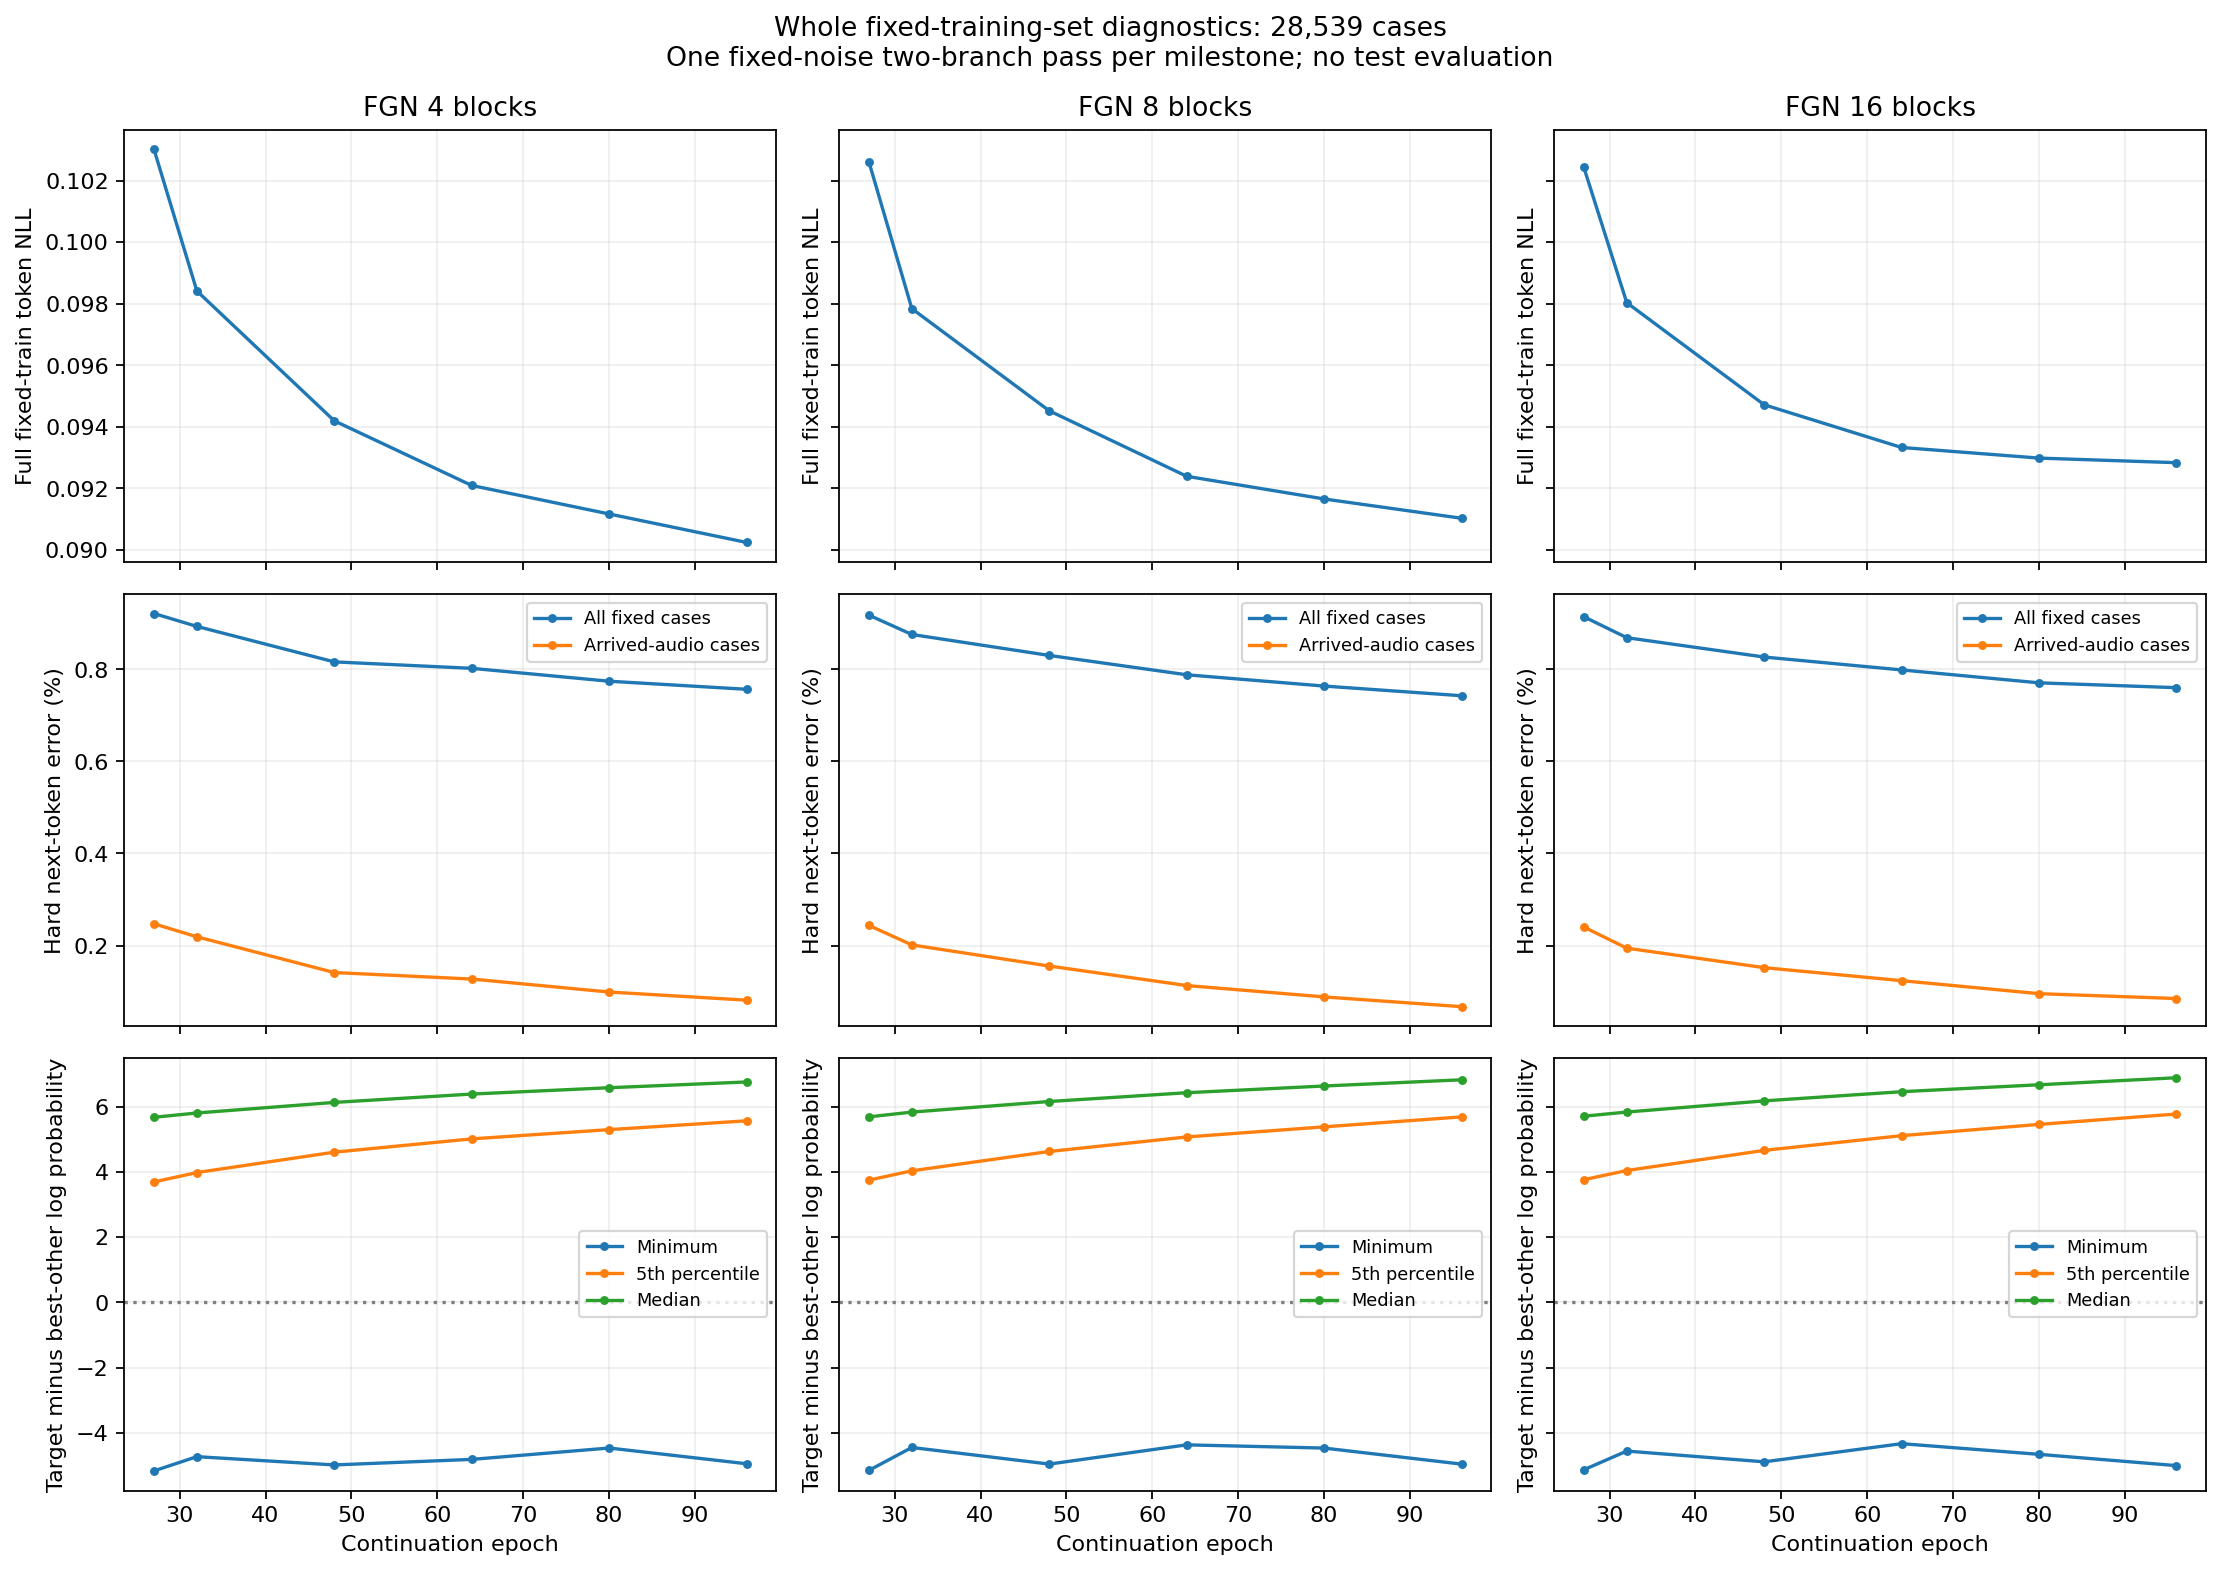 Whole fixed-training-set diagnostics: 28,539 cases
One fixed-noise two-branch pass per milestone; no test evaluation
FGN 4 blocks
FGN 8 blocks
FGN 16 blocks
Full fixed-train token NLL
0.102
0.100
0.098
0.096
0.094
0.092
0.090
Full fixed-train token NLL
Full fixed-train token NLL
Hard next-token error (%)
0.8
0.6
0.4
0.2
All fixed cases
Arrived-audio cases
Hard next-token error (%)
All fixed cases
Arrived-audio cases
Hard next-token error (%)
All fixed cases
Arrived-audio cases
Target minus best-other log probability
6
4
2
0
−2
−4
Minimum
5th percentile
Median
30 40 50 60 70 80 90
Continuation epoch
Target minus best-other log probability
Minimum
5th percentile
Median
30 40 50 60 70 80 90
Continuation epoch
Target minus best-other log probability
Minimum
5th percentile
Median
30 40 50 60 70 80 90
Continuation epoch